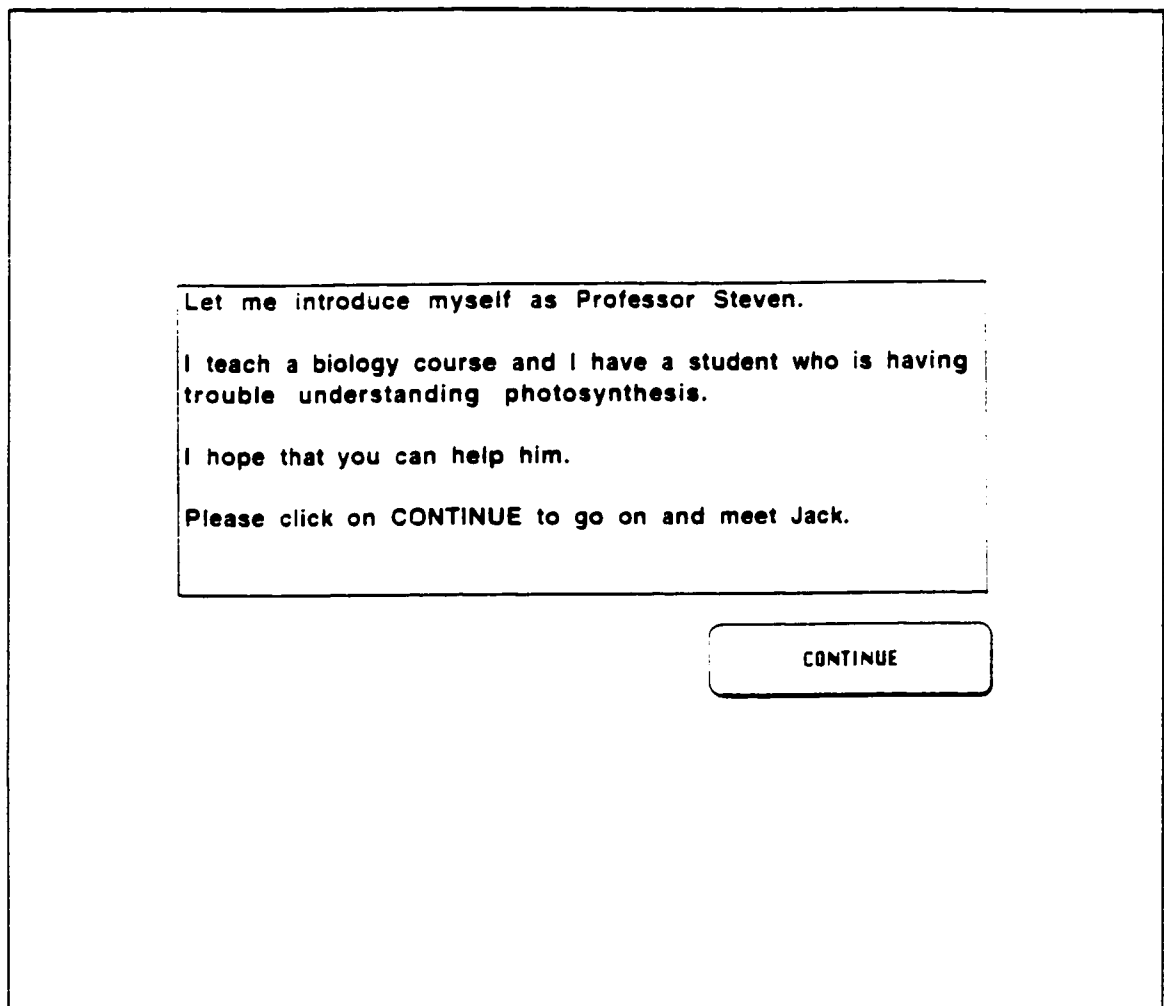 Let me introduce myself as Professor Steven.
I teach a biology course and I have a student who is having
trouble understanding photosynthesis.
I hope that you can help him.
Please click on CONTINUE to go on and meet Jack.
CONTINUE